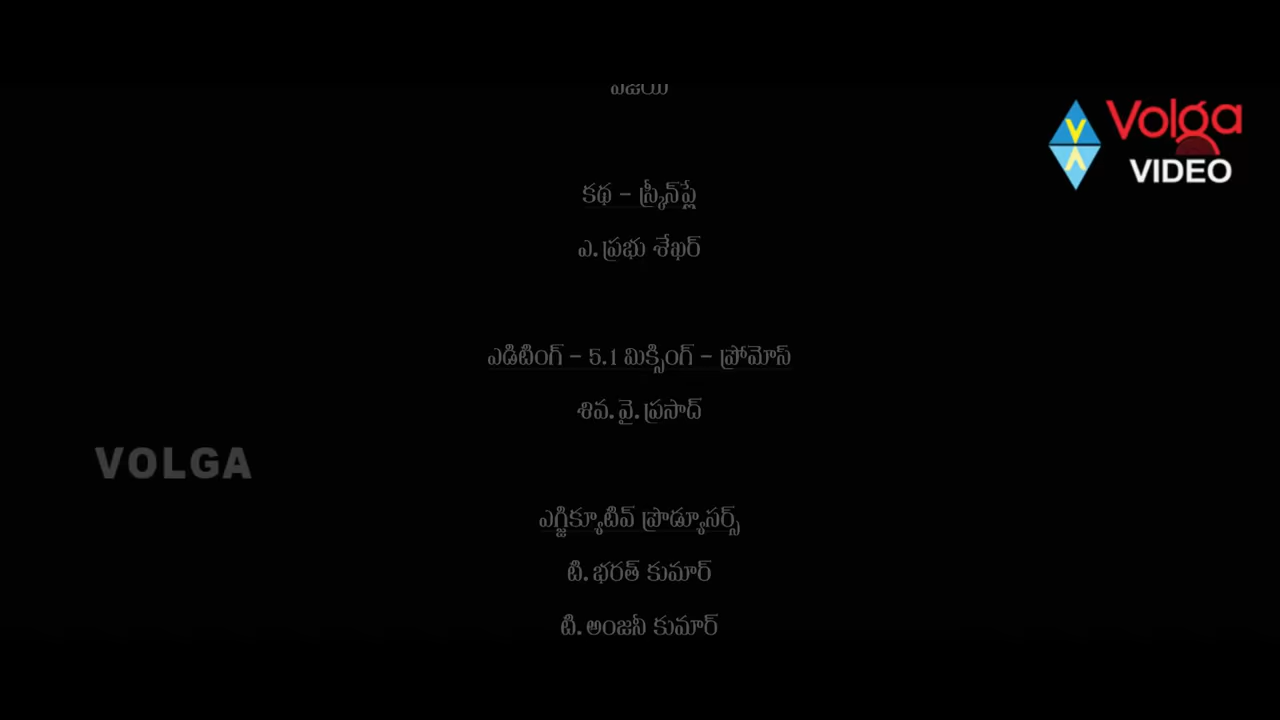 Volga
VIDEO
కథ - స్క్రీన్‌ప్లే
ఎ. ప్రభు శేఖర్
ఎడిటింగ్ - 5.1 మిక్సింగ్ - ప్రోమోస్
శివ. వై. ప్రసాద్
VOLGA
ఎగ్జిక్యూటివ్ ప్రొడ్యూసర్స్
టి. భరత్ కుమార్
టి. అంజనీ కుమార్